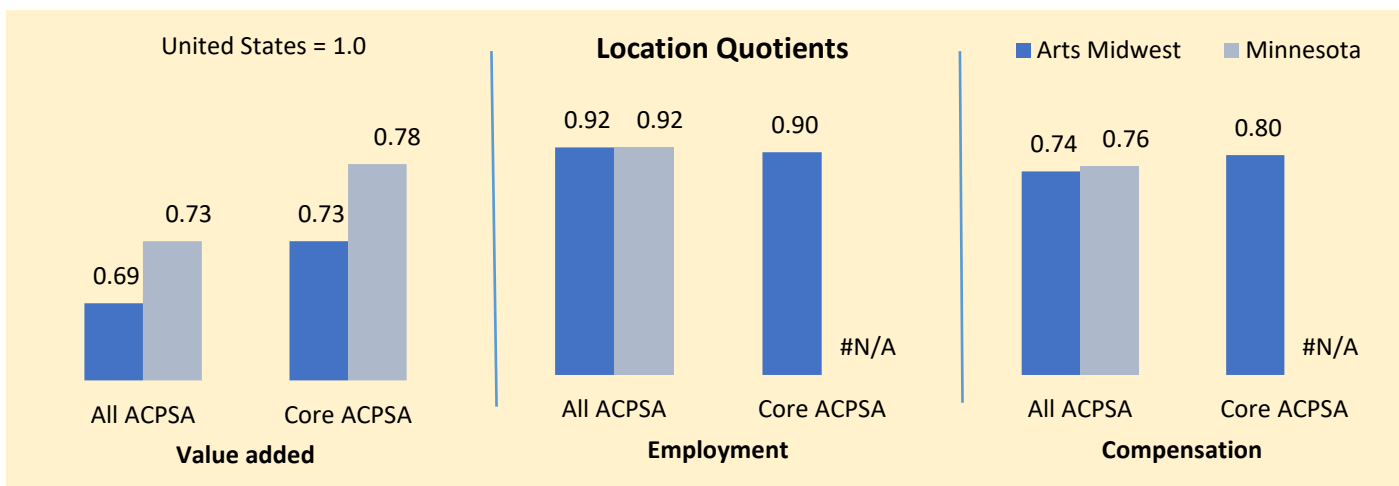 United States = 1.0
Location Quotients
Arts Midwest
Minnesota
0.69
0.73
0.73
0.78
All ACPSA
Core ACPSA
Value added
0.92
0.92
0.90
#N/A
All ACPSA
Core ACPSA
Employment
0.74
0.76
0.80
#N/A
All ACPSA
Core ACPSA
Compensation